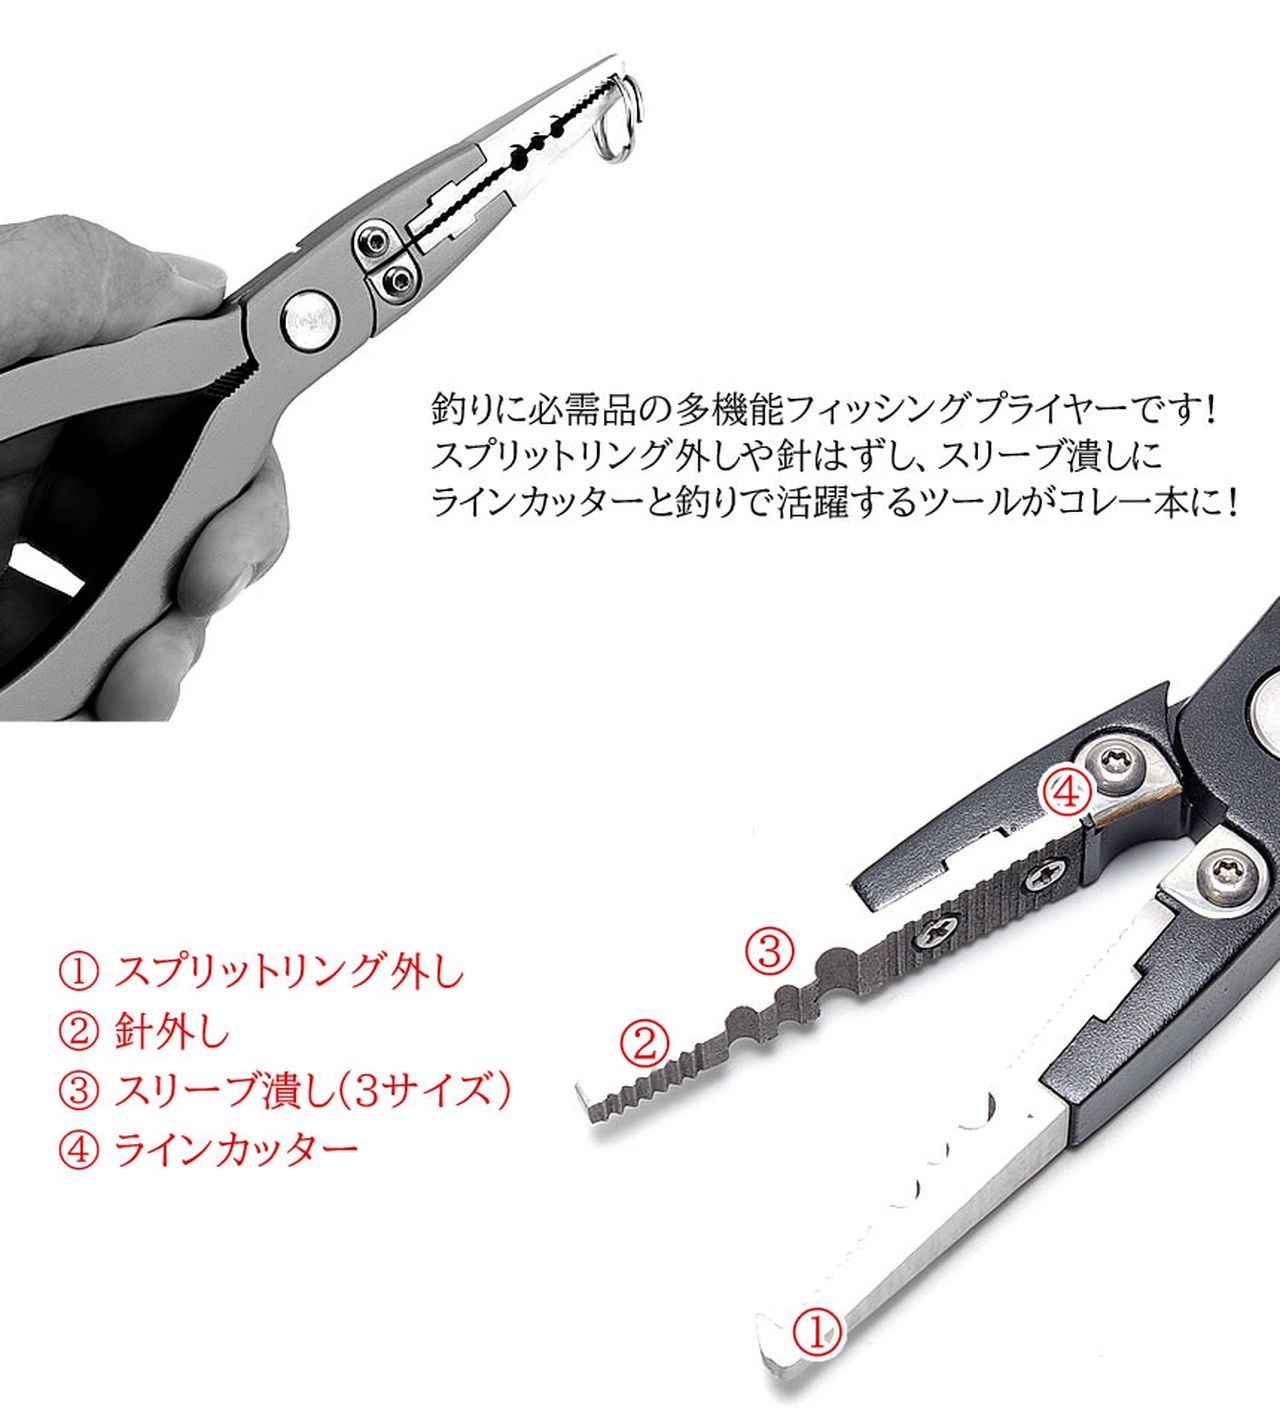 釣りに必需品の多機能フィッシングプライヤーです！
スプリットリング外しや針はずし、スリーブ潰しに
ラインカッターと釣りで活躍するツールがコレ一本に！
④
③
②
① スプリットリング外し
② 針外し
③ スリーブ潰し(3サイズ)
④ ラインカッター
①